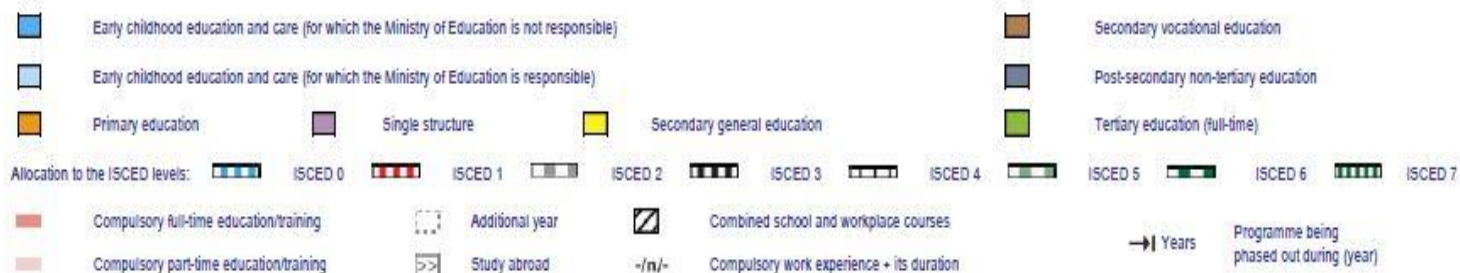 Early childhood education and care (for which the Ministry of Education is not responsible) Secondary vocational education
Early childhood education and care (for which the Ministry of Education is responsible) Post-secondary non-tertiary education
Primary education Single structure Secondary general education Tertiary education (full-time)
Allocation to the ISCED levels: ISCED 0 ISCED 1 ISCED 2 ISCED 3 ISCED 4 ISCED 5 ISCED 6 ISCED 7
Compulsory full-time education/training Additional year Combined school and workplace courses Years Programme being
phased out during (year)
Compulsory part-time education/training >> Study abroad -/n/- Compulsory work experience + its duration